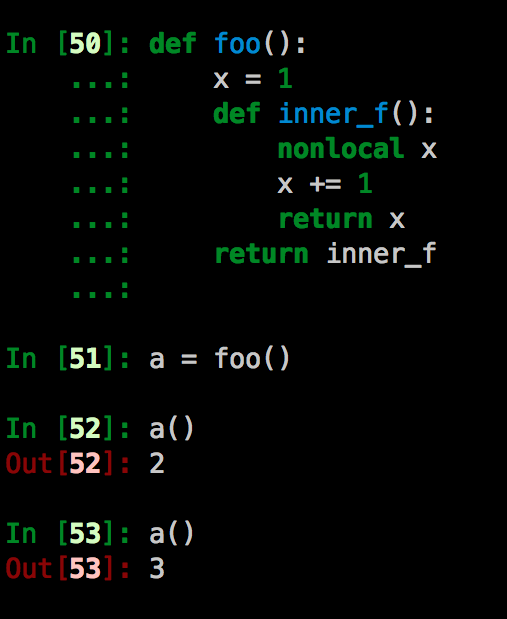 In [50]: def foo():
    ...:     x = 1
    ...:     def inner_f():
    ...:         nonlocal x
    ...:         x += 1
    ...:         return x
    ...:     return inner_f
    ...:
In [51]: a = foo()
In [52]: a()
Out[52]: 2
In [53]: a()
Out[53]: 3